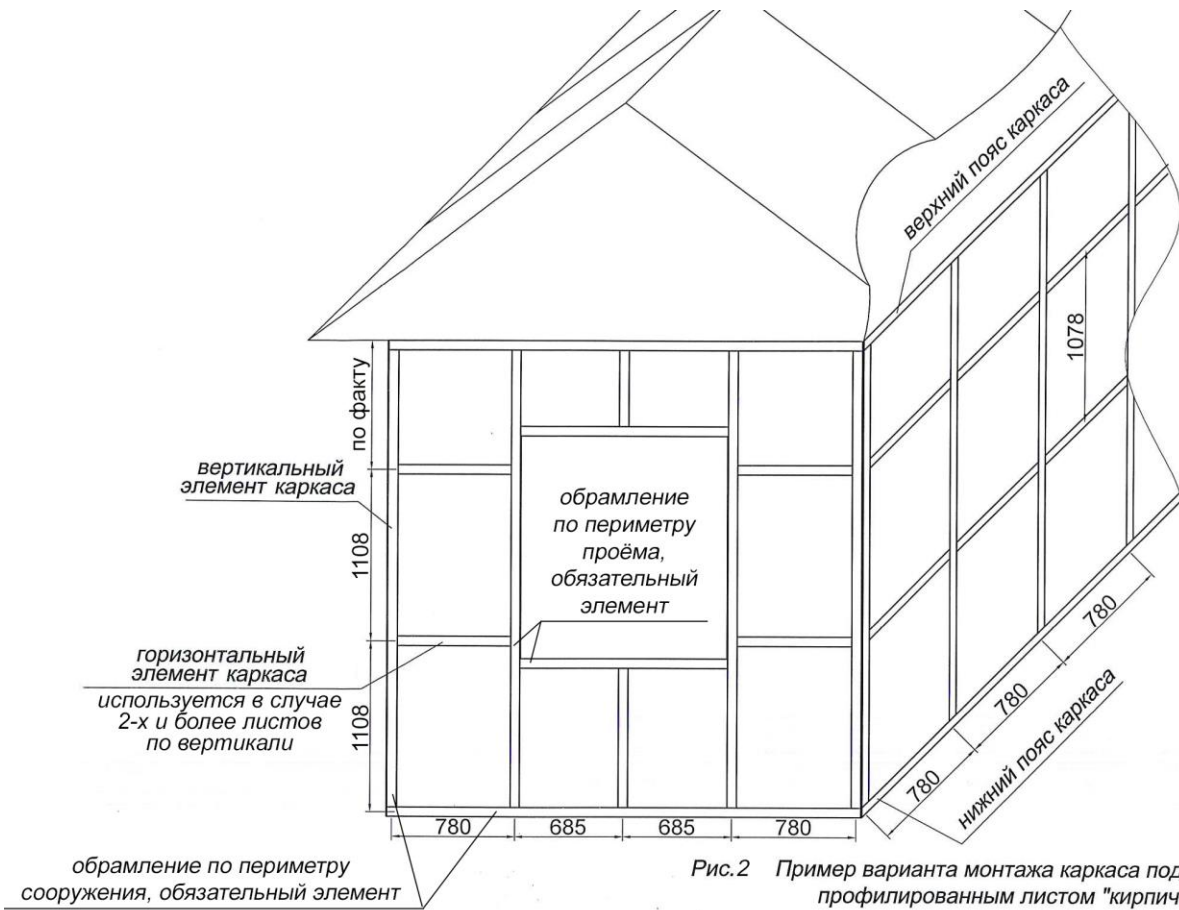 верхний пояс каркаса
1078
по факту
вертикальный
элемент каркаса
1108
обрамление
по периметру
проёма,
обязательный
элемент
горизонтальный
элемент каркаса
используется в случае
2-х и более листов
по вертикали
1108
780
780
780
нижний пояс каркаса
780 685 685 780
обрамление по периметру
сооружения, обязательный элемент
Рис.2 Пример варианта монтажа каркаса под
профилированным листом "кирпич